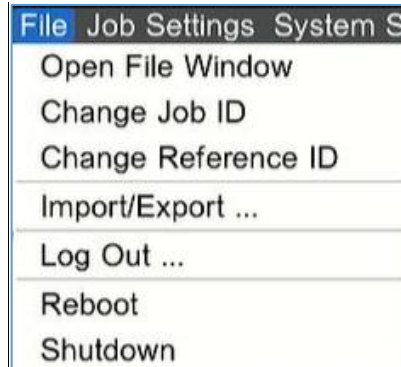 File Job Settings System S
Open File Window
Change Job ID
Change Reference ID
Import/Export ...
Log Out ...
Reboot
Shutdown